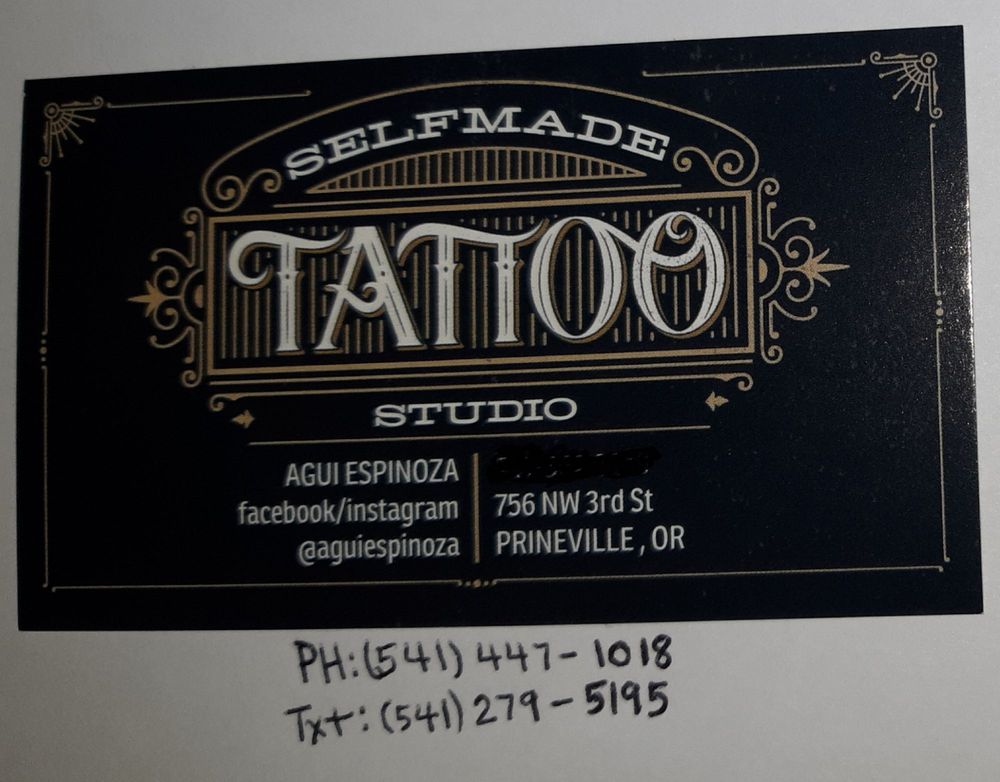 SELFMADE
TATTOO
STUDIO
AGUI ESPINOZA
facebook/instagram
@aguiespinoza
756 NW 3rd St
PRINEVILLE, OR
PH:(541) 447-1018
Txt:(541) 279-5195